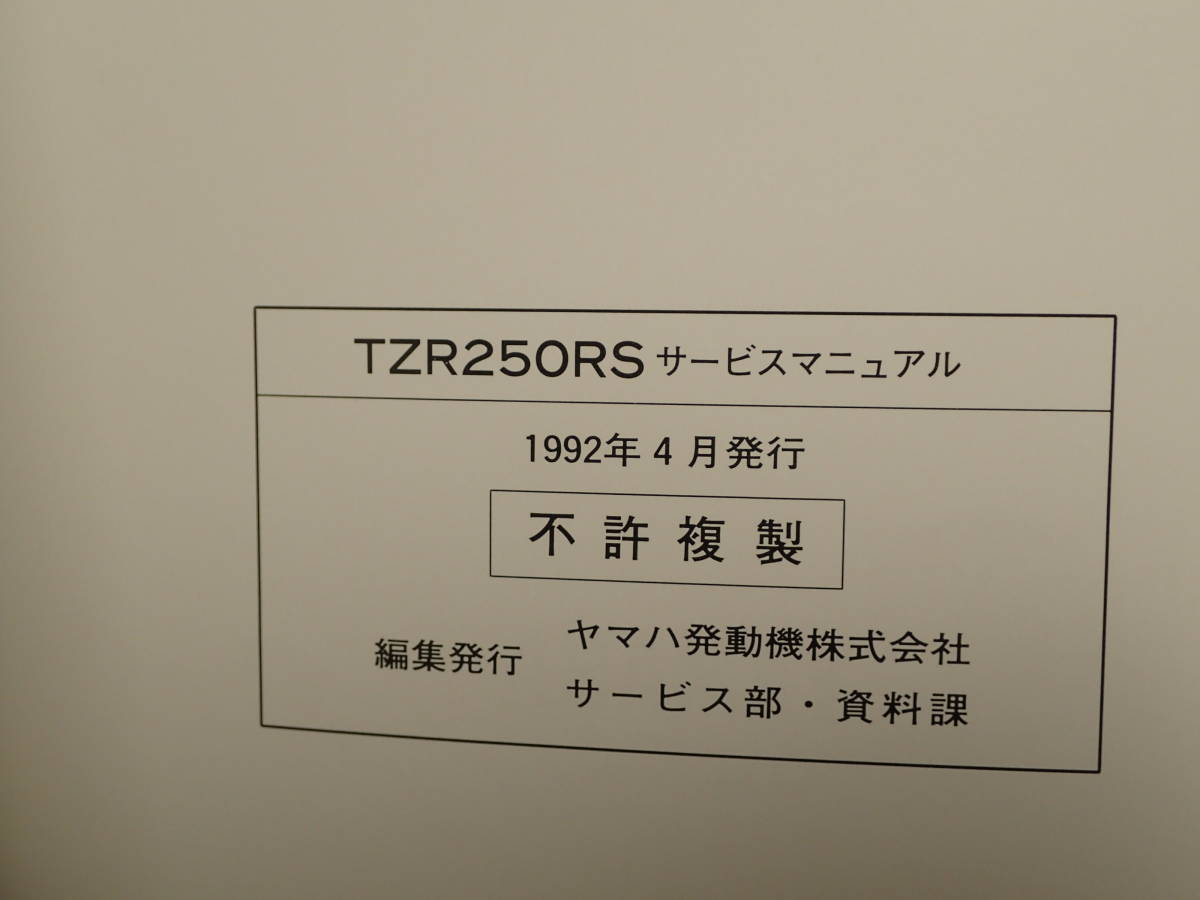 TZR250RS サービスマニュアル
1992年4月発行
不許複製
編集発行 ヤマハ発動機株式会社
サービス部・資料課